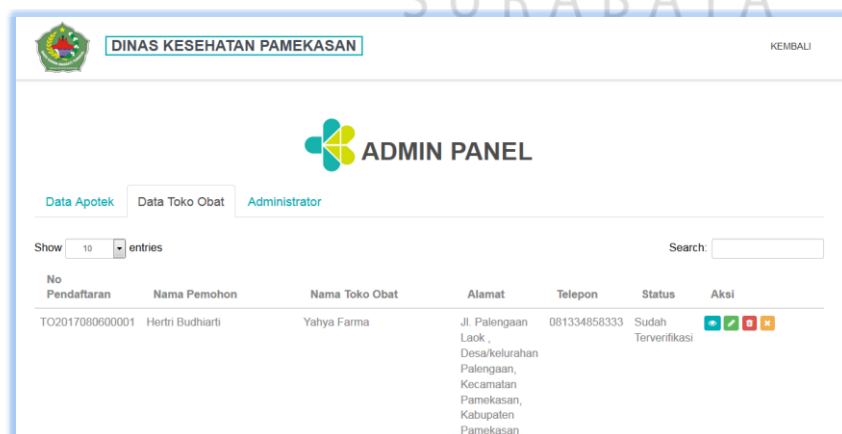 SURABAYA
DINAS KESEHATAN PAMEKASAN
KEMBALI
ADMIN PANEL
Data Apotek Data Toko Obat Administrator
Show 10 entries Search:
No
Pendaftaran Nama Pemohon Nama Toko Obat Alamat Telepon Status Aksi
TO2017080600001 Hertri Budhiarti Yahya Farma Jl. Palengaan 081334858333 Sudah
Laok , Terverifikasi
Desa/kelurahan
Palengaan,
Kecamatan
Pamekasan,
Kabupaten
Pamekasan